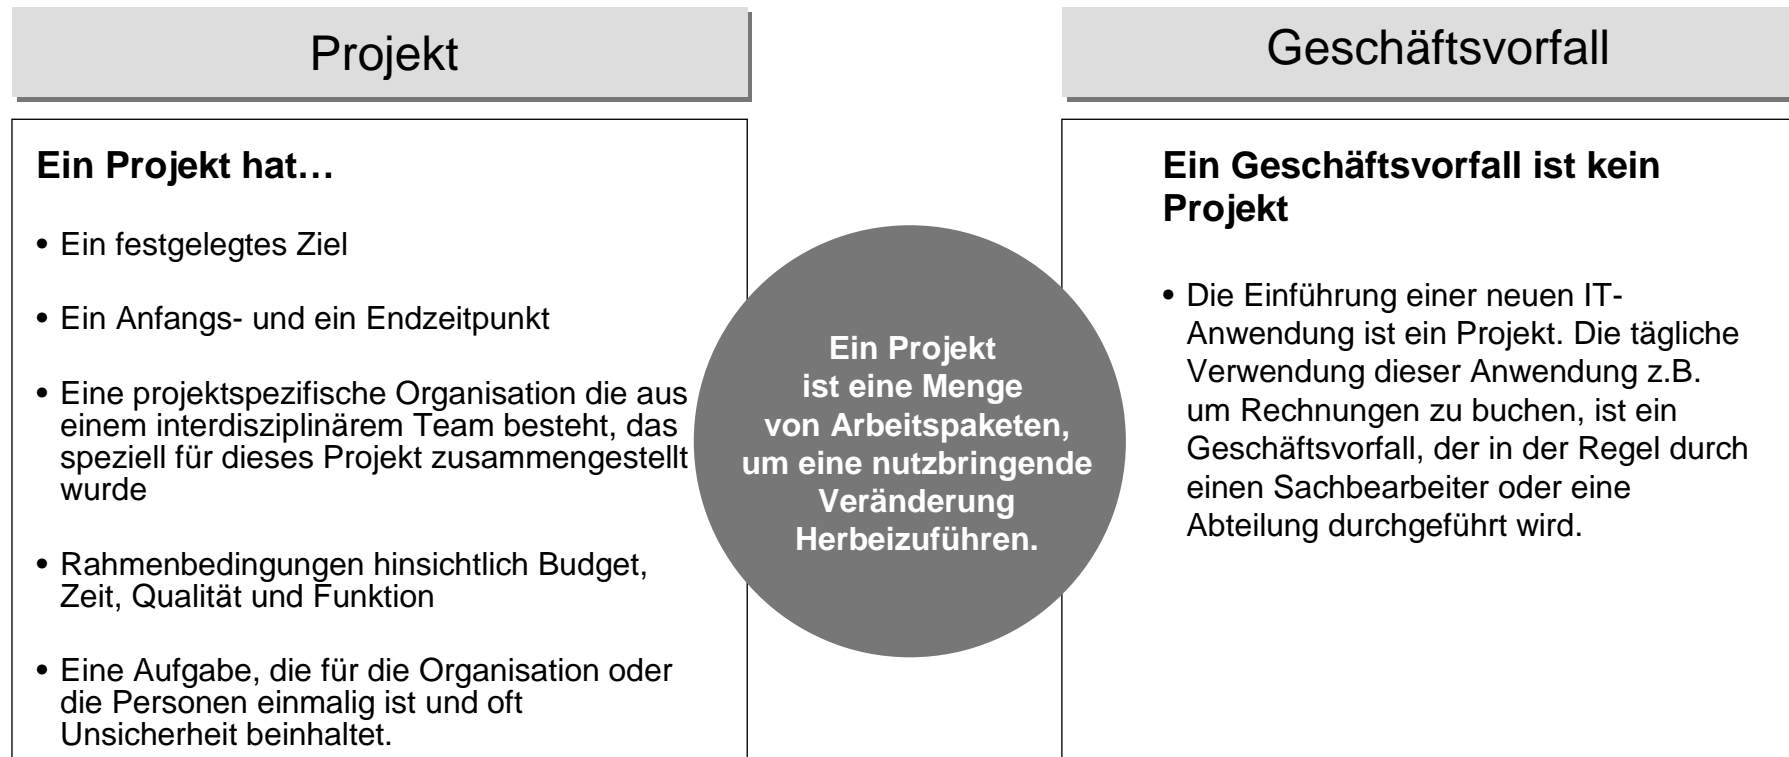 Projekt
Ein Projekt hat…
• Ein festgelegtes Ziel
• Ein Anfangs- und ein Endzeitpunkt
• Eine projektspezifische Organisation die aus
einem interdisziplinärem Team besteht, das
speziell für dieses Projekt zusammengestellt
wurde
• Rahmenbedingungen hinsichtlich Budget,
Zeit, Qualität und Funktion
• Eine Aufgabe, die für die Organisation oder
die Personen einmalig ist und oft
Unsicherheit beinhaltet.
Ein Projekt
ist eine Menge
von Arbeitspaketen,
um eine nutzbringende
Veränderung
Herbeizuführen.
Geschäftsvorfall
Ein Geschäftsvorfall ist kein
Projekt
• Die Einführung einer neuen IT-
Anwendung ist ein Projekt. Die tägliche
Verwendung dieser Anwendung z.B.
um Rechnungen zu buchen, ist ein
Geschäftsvorfall, der in der Regel durch
einen Sachbearbeiter oder eine
Abteilung durchgeführt wird.